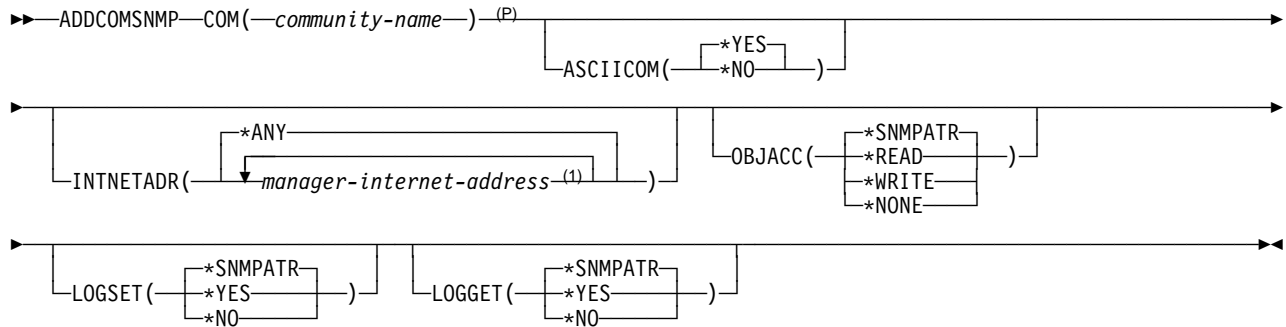 ADDCOMSNMP COM( community-name ) (P)
ASCIICOM( *YES )
*NO
INTNETADR( *ANY )
manager-internet-address (1)
OBJACC( *SNMPATR )
*READ
*WRITE
*NONE
LOGSET( *SNMPATR )
*YES
*NO
LOGGET( *SNMPATR )
*YES
*NO